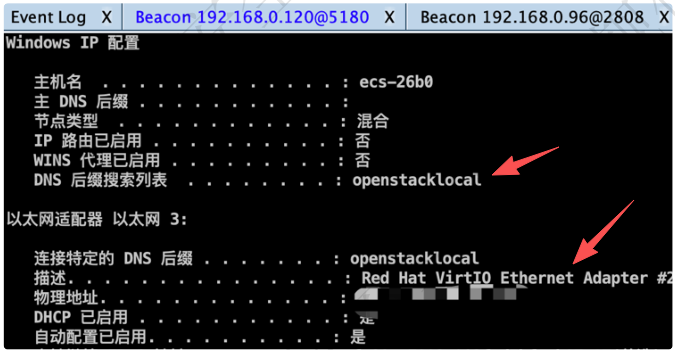 Event Log X Beacon 192.168.0.120@5180 X Beacon 192.168.0.96@2808 X
Windows IP 配置
主机名 . . . . . . . . . . . . . : ecs-26b0
主 DNS 后缀 . . . . . . . . . . . :
节点类型 . . . . . . . . . . . . : 混合
IP 路由已启用 . . . . . . . . . . : 否
WINS 代理已启用 . . . . . . . . . : 否
DNS 后缀搜索列表 . . . . . . . . : openstacklocal
以太网适配器 以太网 3:
连接特定的 DNS 后缀 . . . . . . . : openstacklocal
描述. . . . . . . . . . . . . . . : Red Hat VirtIO Ethernet Adapter #2
物理地址. . . . . . . . . . . . . :
DHCP 已启用 . . . . . . . . . . . : 是
自动配置已启用. . . . . . . . . . : 是